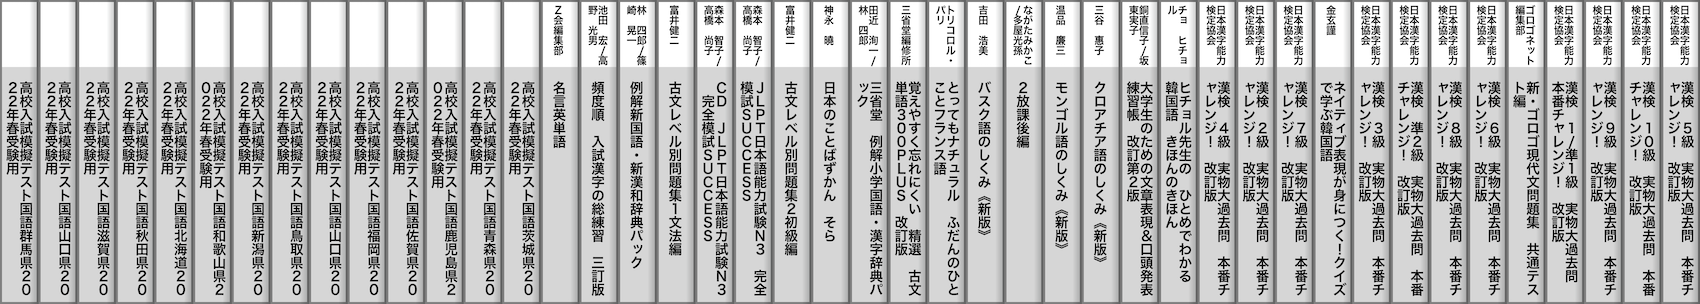 日本漢字能力
検定協会
漢検　５級　実物大過去問　本番チ
ャレンジ！　改訂版
日本漢字能力
検定協会
漢検　１０級　実物大過去問　本番
チャレンジ！　改訂版
日本漢字能力
検定協会
漢検　９級　実物大過去問　本番チ
ャレンジ！　改訂版
日本漢字能力
検定協会
漢検　１/準１級　実物大過去問
本番チャレンジ！　改訂版
ゴロゴネット
編集部
新・ゴロゴ現代文問題集　共通テス
ト編
日本漢字能力
検定協会
漢検　６級　実物大過去問　本番チ
ャレンジ！　改訂版
日本漢字能力
検定協会
漢検　８級　実物大過去問　本番チ
ャレンジ！　改訂版
日本漢字能力
検定協会
漢検　準２級　実物大過去問　本番
チャレンジ！　改訂版
日本漢字能力
検定協会
漢検　３級　実物大過去問　本番チ
ャレンジ！　改訂版
金玄謹
ネイティブ表現が身につく！クイズ
で学ぶ韓国語
日本漢字能力
検定協会
漢検　７級　実物大過去問　本番チ
ャレンジ！　改訂版
日本漢字能力
検定協会
漢検　２級　実物大過去問　本番チ
ャレンジ！　改訂版
日本漢字能力
検定協会
漢検　４級　実物大過去問　本番チ
ャレンジ！　改訂版
チョ　ヒチョ
ル
ヒチョル先生の　ひとめでわかる
韓国語　きほんのきほん
銅直信子/坂
東実子
大学生のための文章表現＆口頭発表
練習帳　改訂第２版
三谷　惠子
クロアチア語のしくみ《新版》
温品　廉三
モンゴル語のしくみ《新版》
ながたみかこ
/多屋光孫
２放課後編
吉田　浩美
バスク語のしくみ《新版》
トリコロル・
パリ
とってもナチュラル　ふだんのひと
ことフランス語
三省堂編修所
覚えやすく忘れにくい　精選　古文
単語３００ＰＬＵＳ　改訂版
田近　洵一/
林　四郎
三省堂　例解小学国語・漢字辞典パ
ック
神永　曉
日本のことばずかん　そら
富井健二
古文レベル別問題集２初級編
森本　智子/
高橋　尚子
ＪＬＰＴ日本語能力試験Ｎ３　完全
模試ＳＵＣＣＥＳＳ
森本　智子/
高橋　尚子
ＣＤ　ＪＬＰＴ日本語能力試験Ｎ３
完全模試ＳＵＣＣＥＳＳ
富井健二
古文レベル別問題集１文法編
林　四郎/篠
崎　晃一
例解新国語・新漢和辞典パック
池田　宏/高
野　光男
頻度順　入試漢字の総練習　三訂版
Ｚ会編集部
名言英単語
高校入試模擬テスト国語茨城県２０
２２年春受験用
高校入試模擬テスト国語青森県２０
２２年春受験用
高校入試模擬テスト国語鹿児島県２
０２２年春受験用
高校入試模擬テスト国語佐賀県２０
２２年春受験用
高校入試模擬テスト国語福岡県２０
２２年春受験用
高校入試模擬テスト国語山口県２０
２２年春受験用
高校入試模擬テスト国語鳥取県２０
２２年春受験用
高校入試模擬テスト国語新潟県２０
２２年春受験用
高校入試模擬テスト国語和歌山県２
０２２年春受験用
高校入試模擬テスト国語北海道２０
２２年春受験用
高校入試模擬テスト国語秋田県２０
２２年春受験用
高校入試模擬テスト国語滋賀県２０
２２年春受験用
高校入試模擬テスト国語山口県２０
２２年春受験用
高校入試模擬テスト国語群馬県２０
２２年春受験用